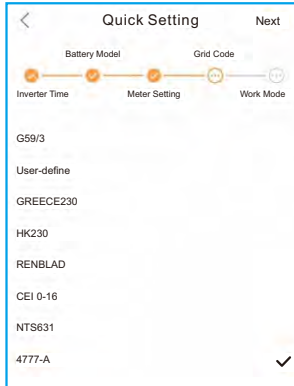 Quick Setting Next
Battery Model Grid Code
Inverter Time Meter Setting Work Mode
G59/3
User-define
GREECE230
HK230
RENBLAD
CEI 0-16
NTS631
4777-A